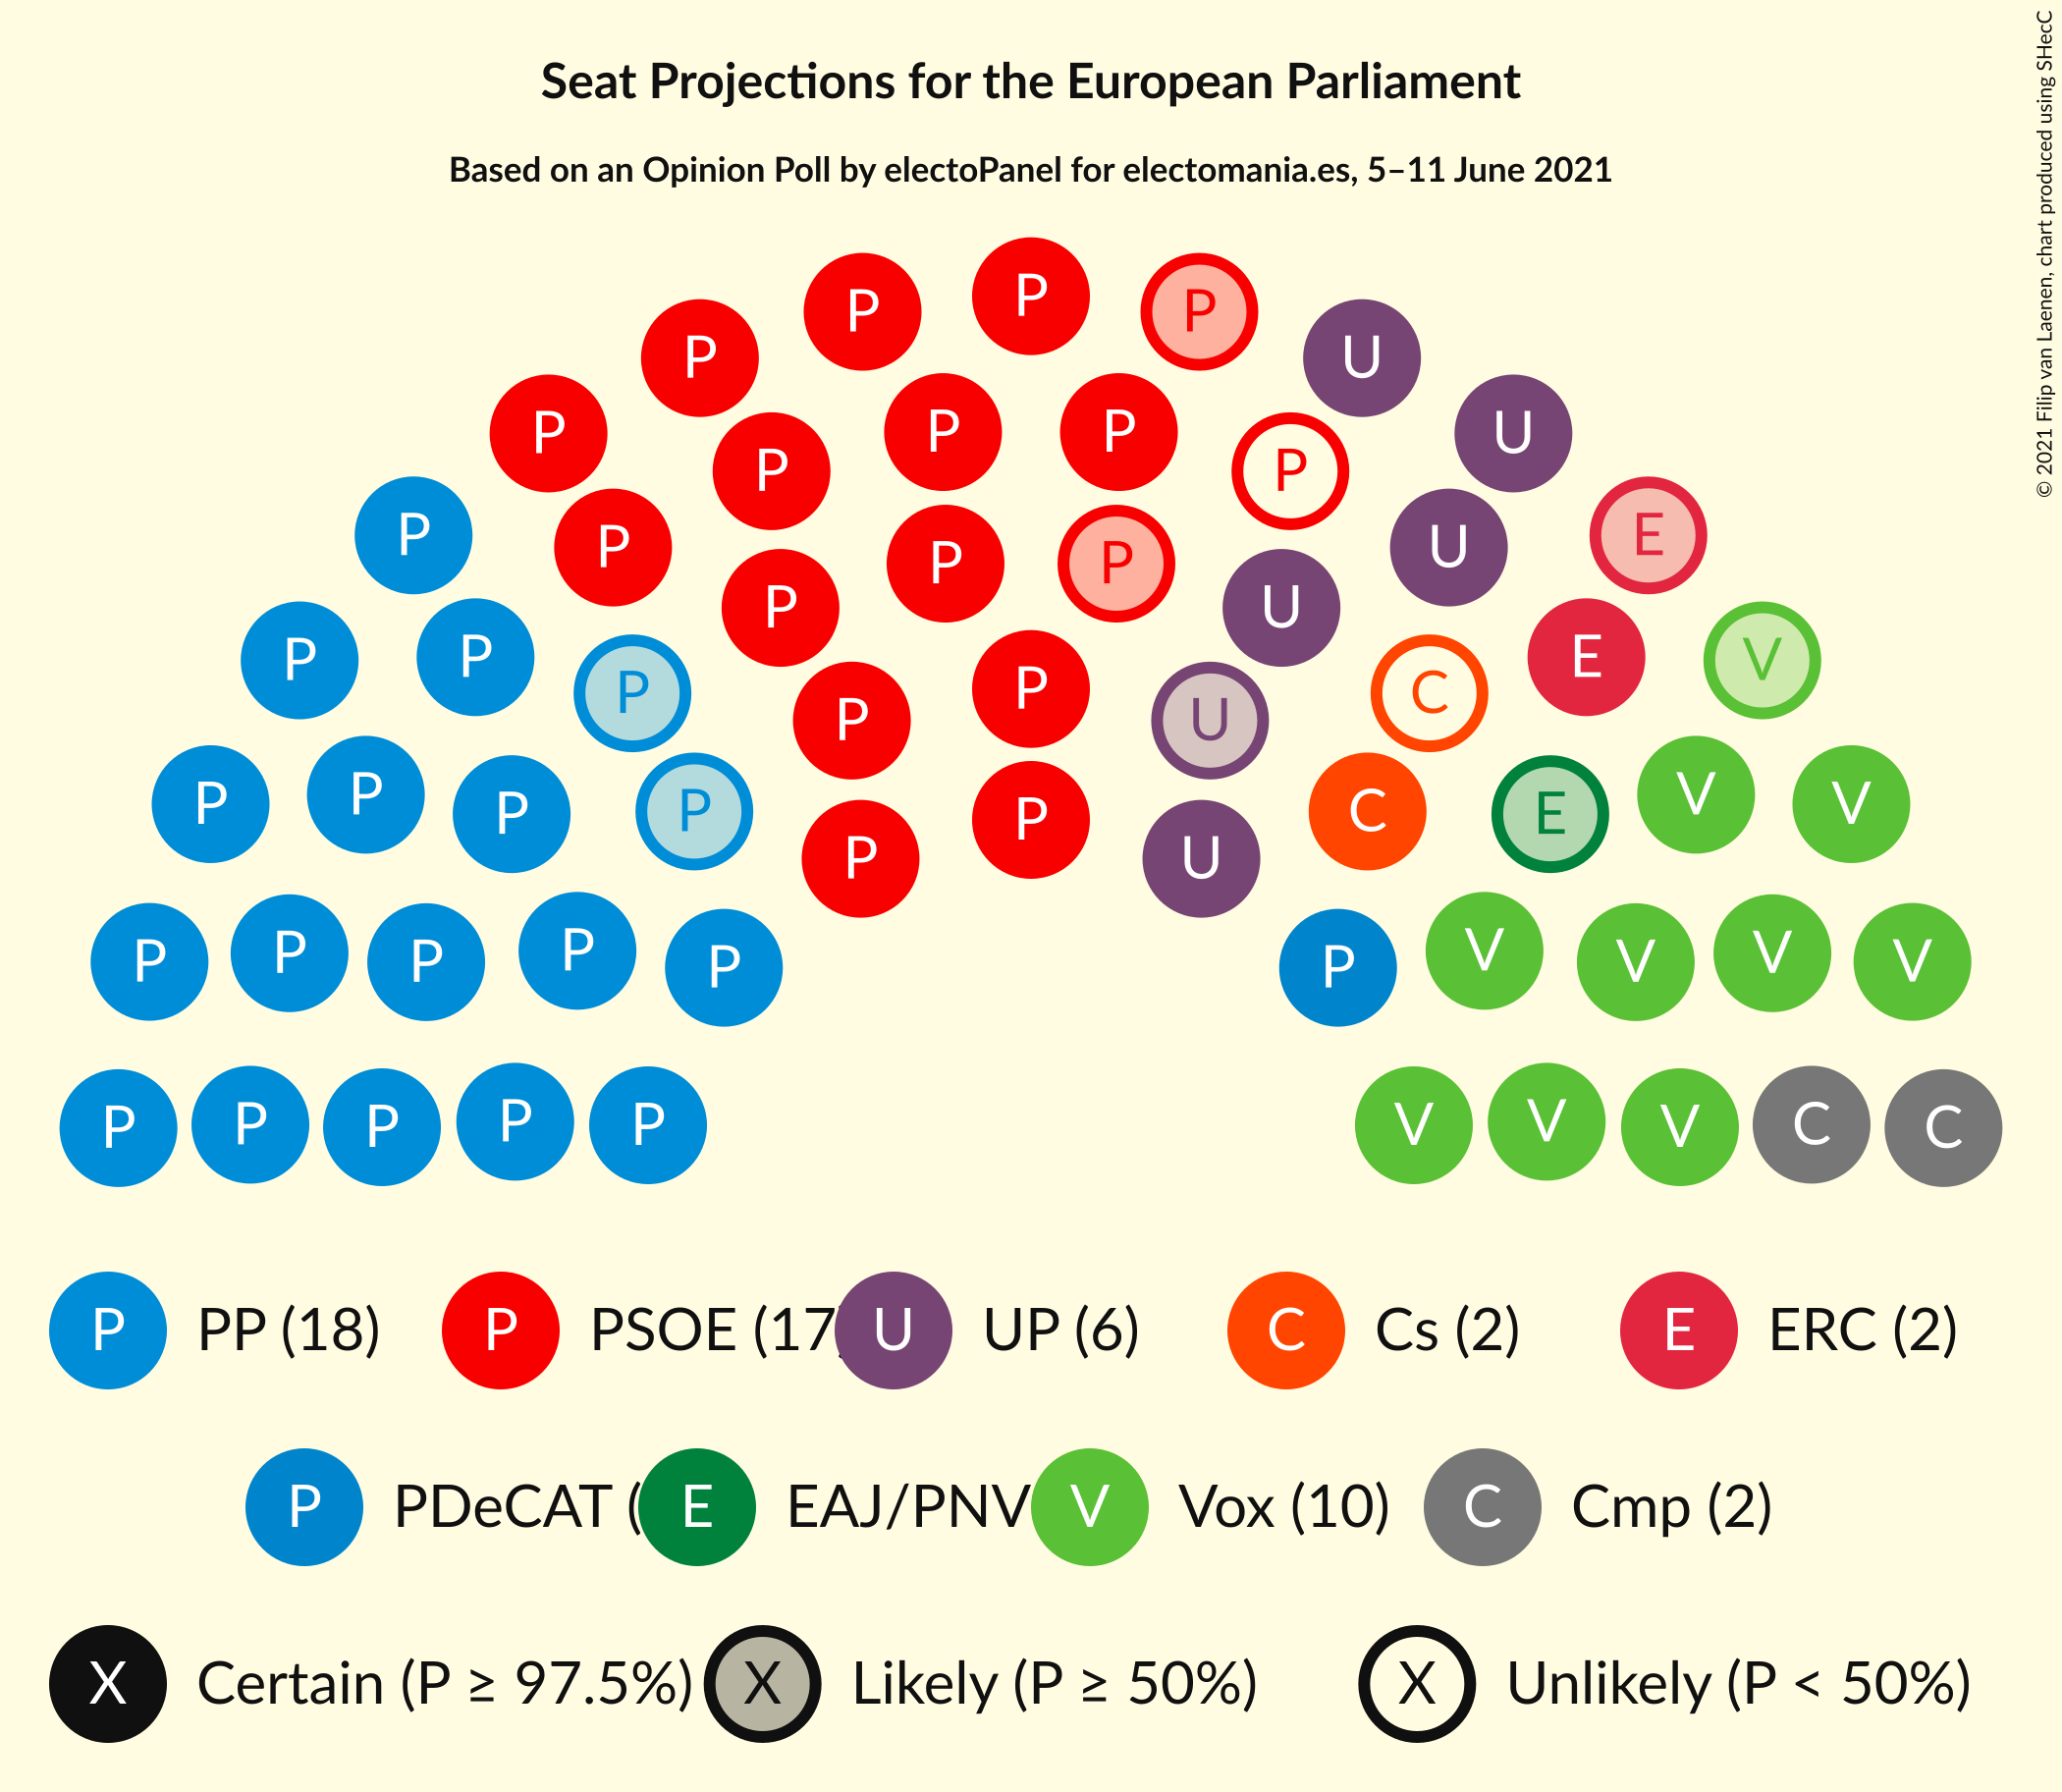 Seat Projections for the European Parliament
Based on an Opinion Poll by electoPanel for electomania.es, 5–11 June 2021
© 2021 Filip van Laenen, chart produced using SHecC
P
P P
P U
P P P U
P P
P E
P U
P P
P U
P E
P V
P
P C
P U
P V
P V
P C
P E
P
P U
P P P P P P V V V V
P P P P P V V V C C
P PP (18) P PSOE (17 U UP (6) C Cs (2) E ERC (2)
P PDeCAT ( E EAJ/PNV V Vox (10) C Cmp (2)
X Certain (P ≥ 97.5%) X Likely (P ≥ 50%) X Unlikely (P < 50%)